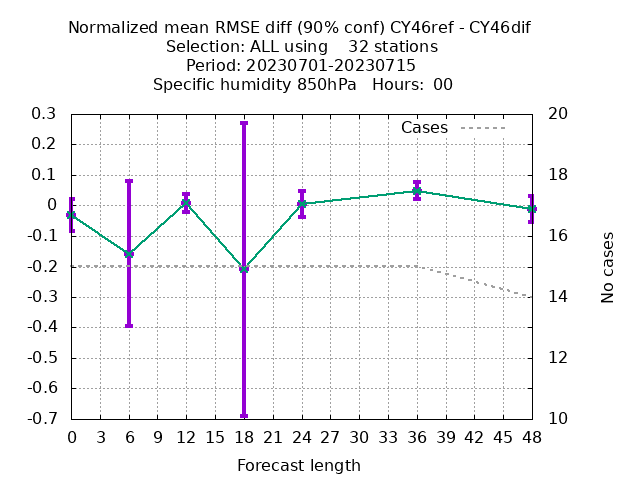 Normalized mean RMSE diff (90% conf) CY46ref - CY46dif
Selection: ALL using    32 stations
Period: 20230701-20230715
Specific humidity 850hPa   Hours:  00
Cases
0.3
0.2
0.1
0
-0.1
-0.2
-0.3
-0.4
-0.5
-0.6
-0.7
20
18
16
14
12
10
No cases
0 3 6 9 12 15 18 21 24 27 30 33 36 39 42 45 48
Forecast length